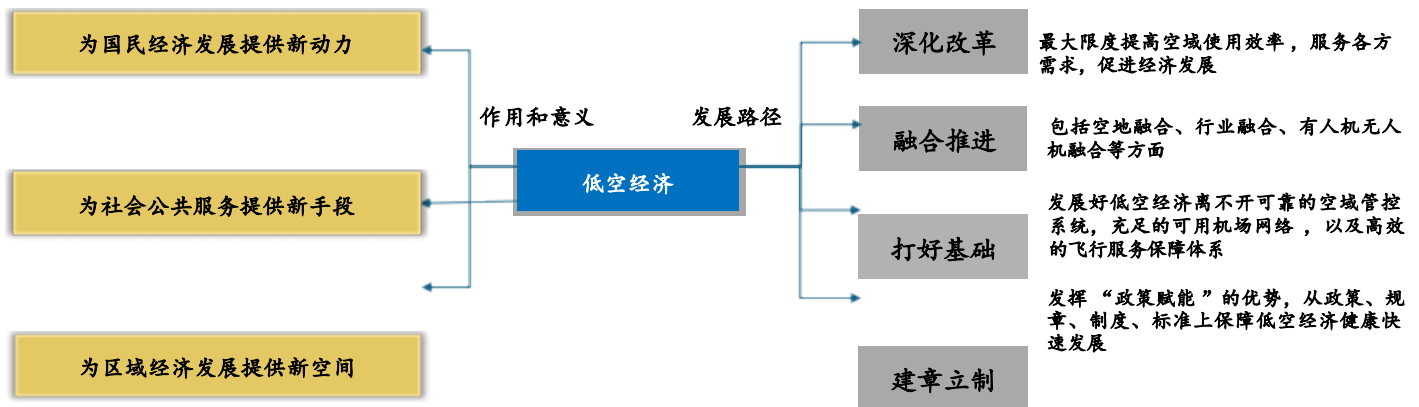 为国民经济发展提供新动力
为社会公共服务提供新手段
为区域经济发展提供新空间
作用和意义
低空经济
发展路径
深化改革
最大限度提高空域使用效率，服务各方
需求，促进经济发展
融合推进
包括空地融合、行业融合、有人机无人
机融合等方面
打好基础
发展好低空经济离不开可靠的空域管控
系统，充足的可用机场网络，以及高效
的飞行服务保障体系
建章立制
发挥“政策赋能”的优势，从政策、规
章、制度、标准上保障低空经济健康快
速发展